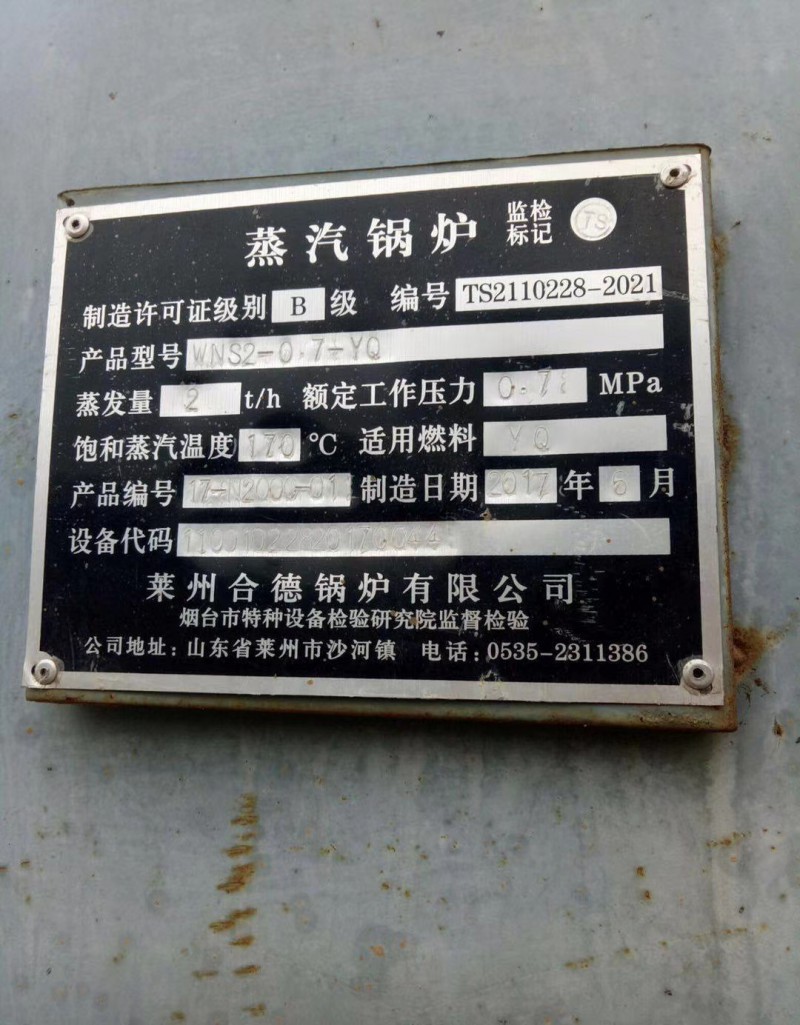 蒸汽锅炉 监检标记 TS
制造许可证级别 B 级 编号 TS2110228-2021
产品型号 WNS2-0.7-YQ
蒸发量 2 t/h 额定工作压力 0.7 MPa
饱和蒸汽温度 170 ℃ 适用燃料 YQ
产品编号 制造日期 2017 年 6 月
设备代码
莱州合德锅炉有限公司
烟台市特种设备检验研究院监督检验
公司地址：山东省莱州市沙河镇 电话：0535-2311386